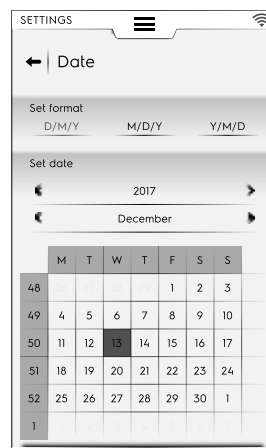 SETTINGS
Date
Set format
D/M/Y M/D/Y Y/M/D
Set date
2017
December
M T W T F S S
48 1 2 3
49 4 5 6 7 8 9 10
50 11 12 13 14 15 16 17
51 18 19 20 21 22 23 24
52 25 26 27 28 29 30 1
1